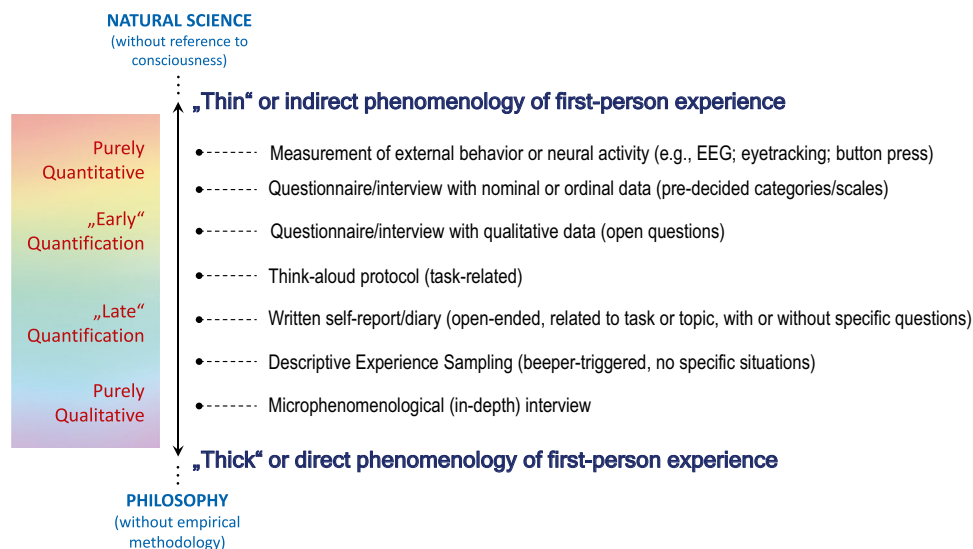 NATURAL SCIENCE
(without reference to
consciousness)
„Thin“ or indirect phenomenology of first-person experience
Purely
Quantitative
„Early“
Quantification
„Late“
Quantification
Purely
Qualitative
Measurement of external behavior or neural activity (e.g., EEG; eyetracking; button press)
Questionnaire/interview with nominal or ordinal data (pre-decided categories/scales)
Questionnaire/interview with qualitative data (open questions)
Think-aloud protocol (task-related)
Written self-report/diary (open-ended, related to task or topic, with or without specific questions)
Descriptive Experience Sampling (beeper-triggered, no specific situations)
Microphenomenological (in-depth) interview
„Thick“ or direct phenomenology of first-person experience
PHILOSOPHY
(without empirical
methodology)